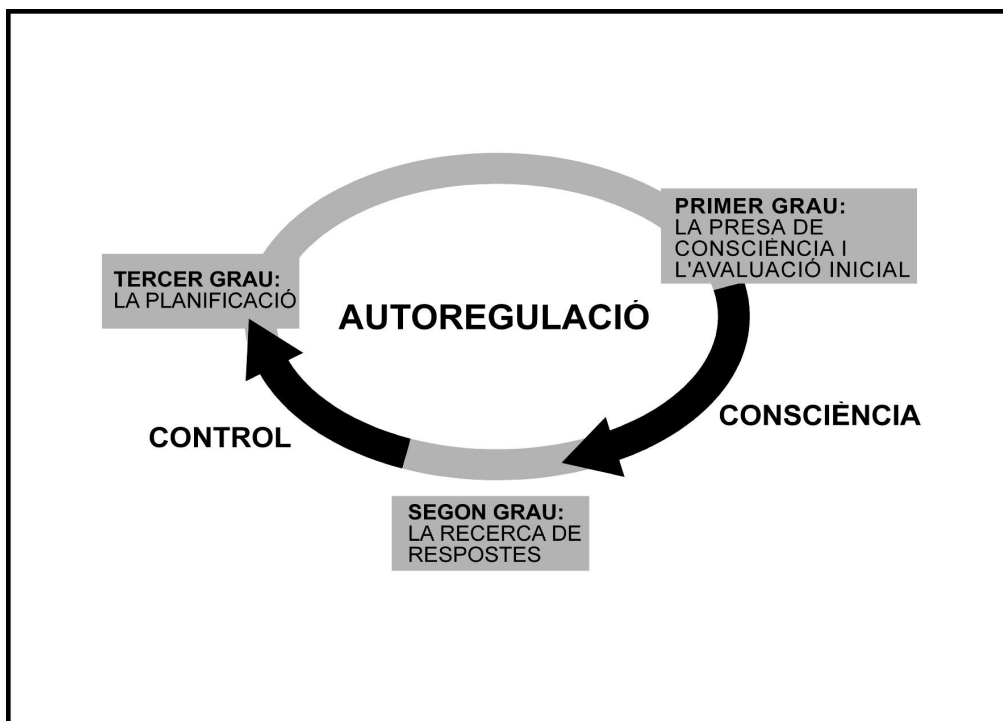 PRIMER GRAU:
LA PRESA DE
CONSCIÈNCIA I
L'AVALUACIÓ INICIAL
TERCER GRAU:
LA PLANIFICACIÓ
AUTOREGULACIÓ
CONSCIÈNCIA
CONTROL
SEGON GRAU:
LA RECERCA DE
RESPOSTES